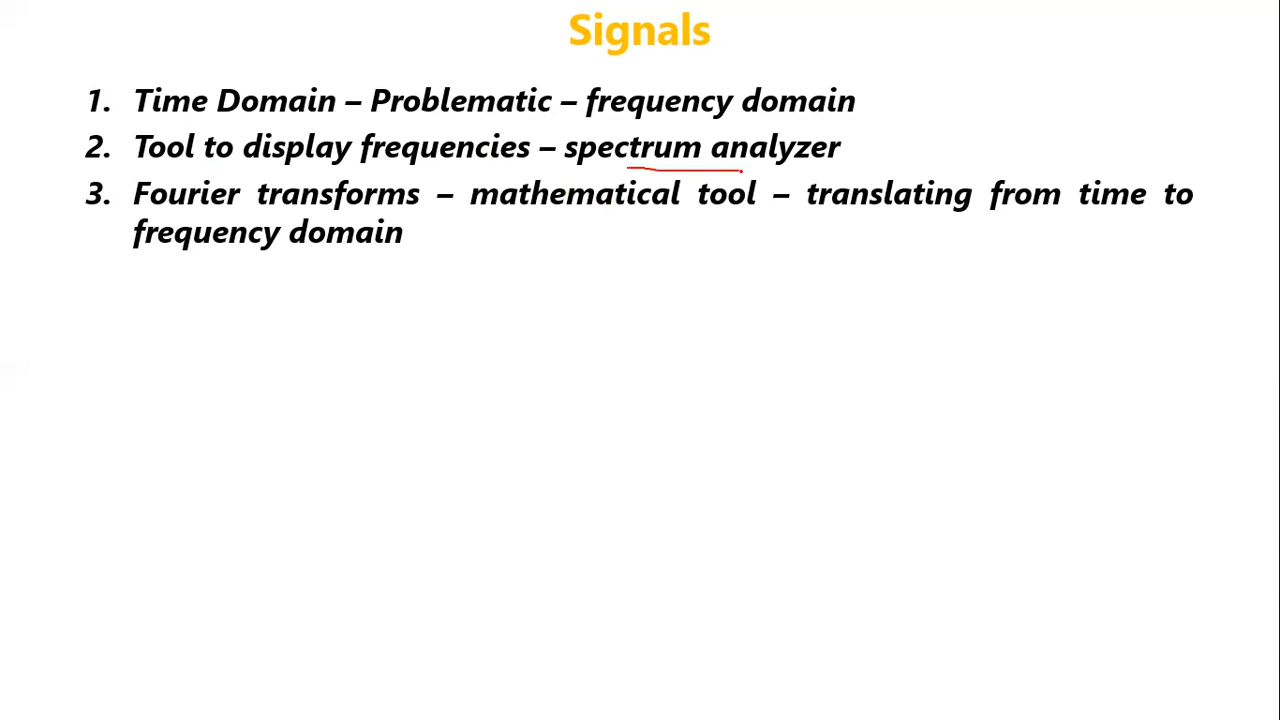 Signals
1. Time Domain – Problematic – frequency domain
2. Tool to display frequencies – spectrum analyzer
3. Fourier transforms – mathematical tool – translating from time to
frequency domain